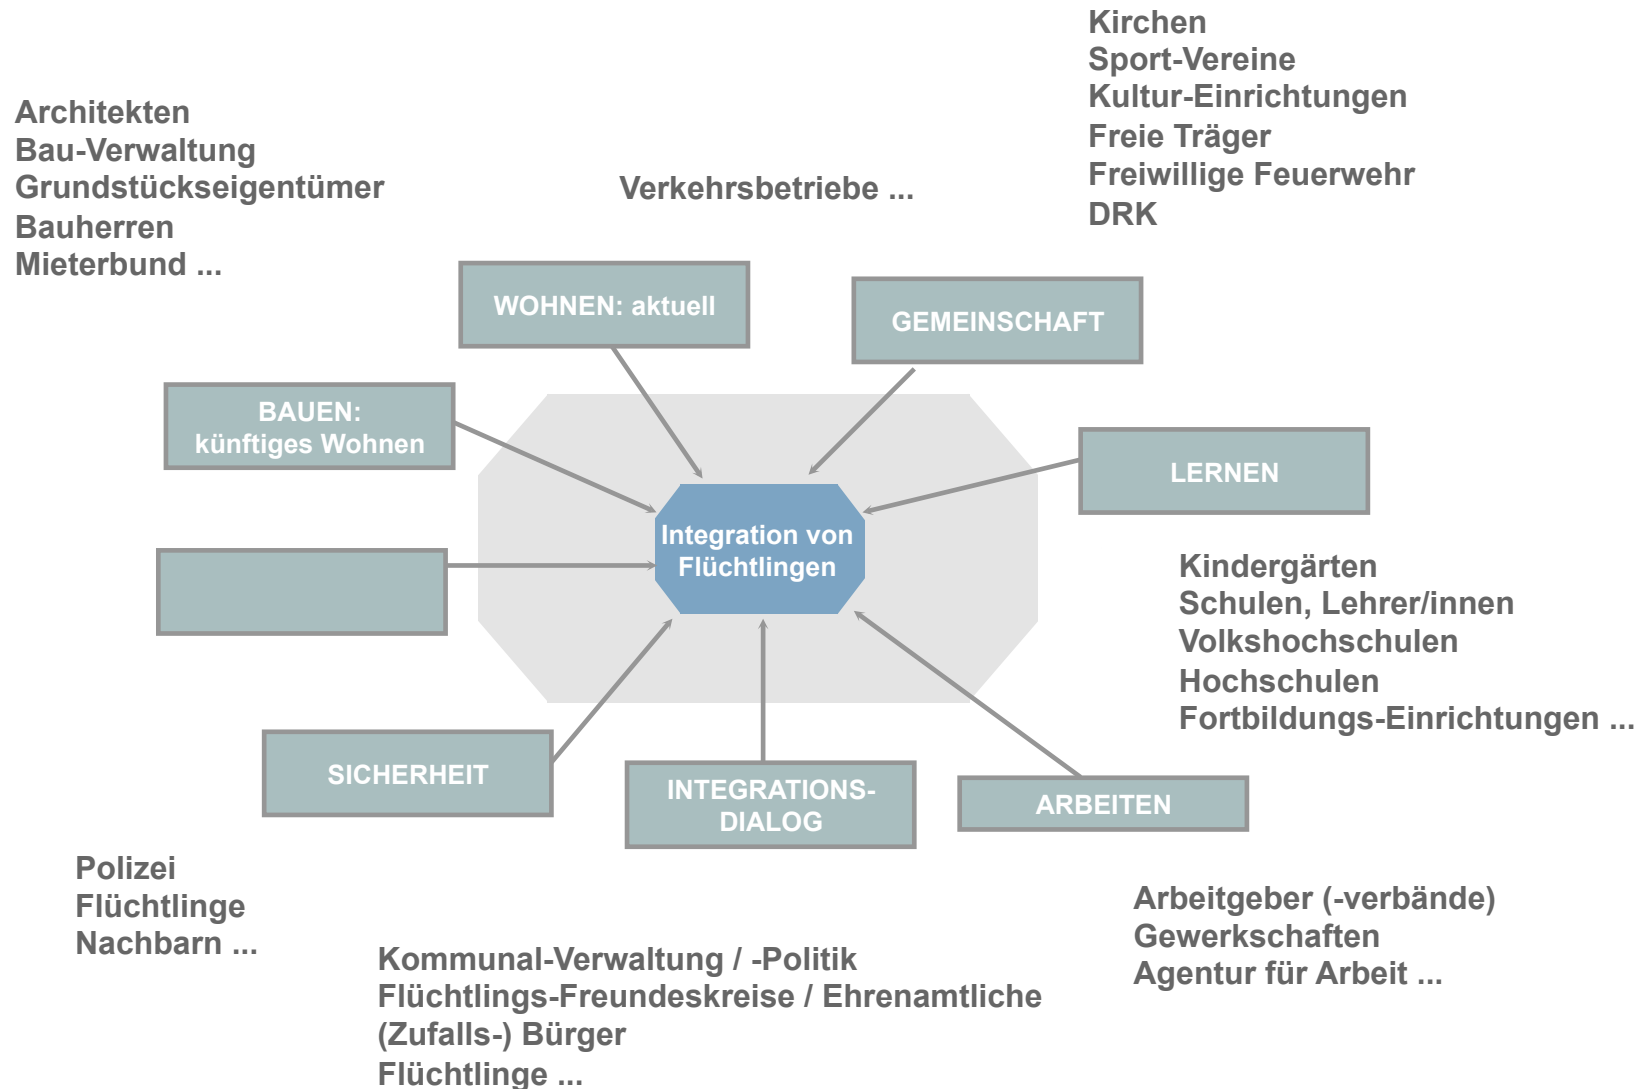 Kirchen
Sport-Vereine
Kultur-Einrichtungen
Freie Träger
Freiwillige Feuerwehr
DRK
Architekten
Bau-Verwaltung
Grundstückseigentümer
Bauherren
Mieterbund ...
Verkehrsbetriebe ...
WOHNEN: aktuell
GEMEINSCHAFT
BAUEN:
künftiges Wohnen
LERNEN
Integration von
Flüchtlingen
Kindergärten
Schulen, Lehrer/innen
Volkshochschulen
Hochschulen
Fortbildungs-Einrichtungen ...
SICHERHEIT
INTEGRATIONS-
DIALOG
ARBEITEN
Polizei
Flüchtlinge
Nachbarn ...
Kommunal-Verwaltung / -Politik
Flüchtlings-Freundeskreise / Ehrenamtliche
(Zufalls-) Bürger
Flüchtlinge ...
Arbeitgeber (-verbände)
Gewerkschaften
Agentur für Arbeit ...